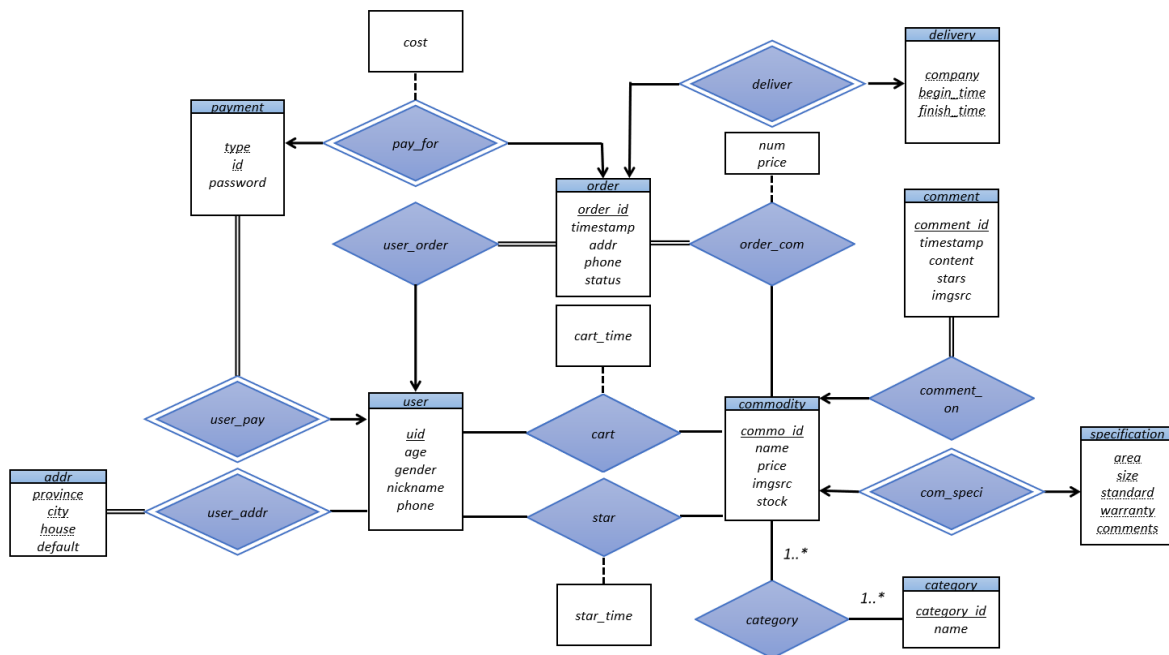 cost
delivery
company
begin_time
finish_time
deliver
payment
type
id
password
pay_for
num
price
order
order_id
timestamp
addr
phone
status
user_order
order_com
comment
comment_id
timestamp
content
stars
imgsrc
cart_time
user_pay
user
uid
age
gender
nickname
phone
cart
commodity
commo_id
name
price
imgsrc
stock
comment_
on
specification
area
size
standard
warranty
comments
addr
province
city
house
default
user_addr
star
com_speci
1..*
star_time
category
1..*
category
category_id
name